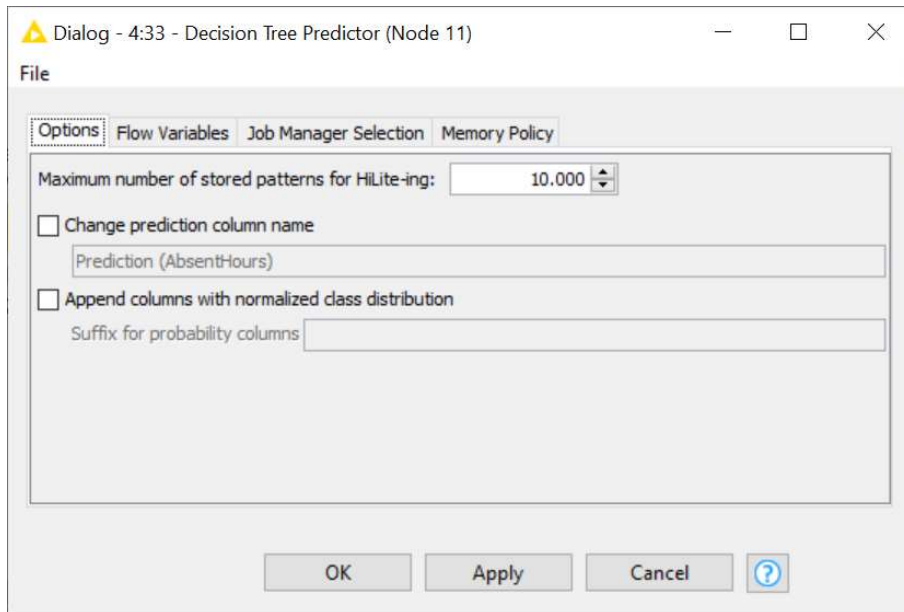 Dialog - 4:33 - Decision Tree Predictor (Node 11)
File
Options Flow Variables Job Manager Selection Memory Policy
Maximum number of stored patterns for HiLite-ing: 10.000
Change prediction column name
Prediction (AbsentHours)
Append columns with normalized class distribution
Suffix for probability columns
OK Apply Cancel ?